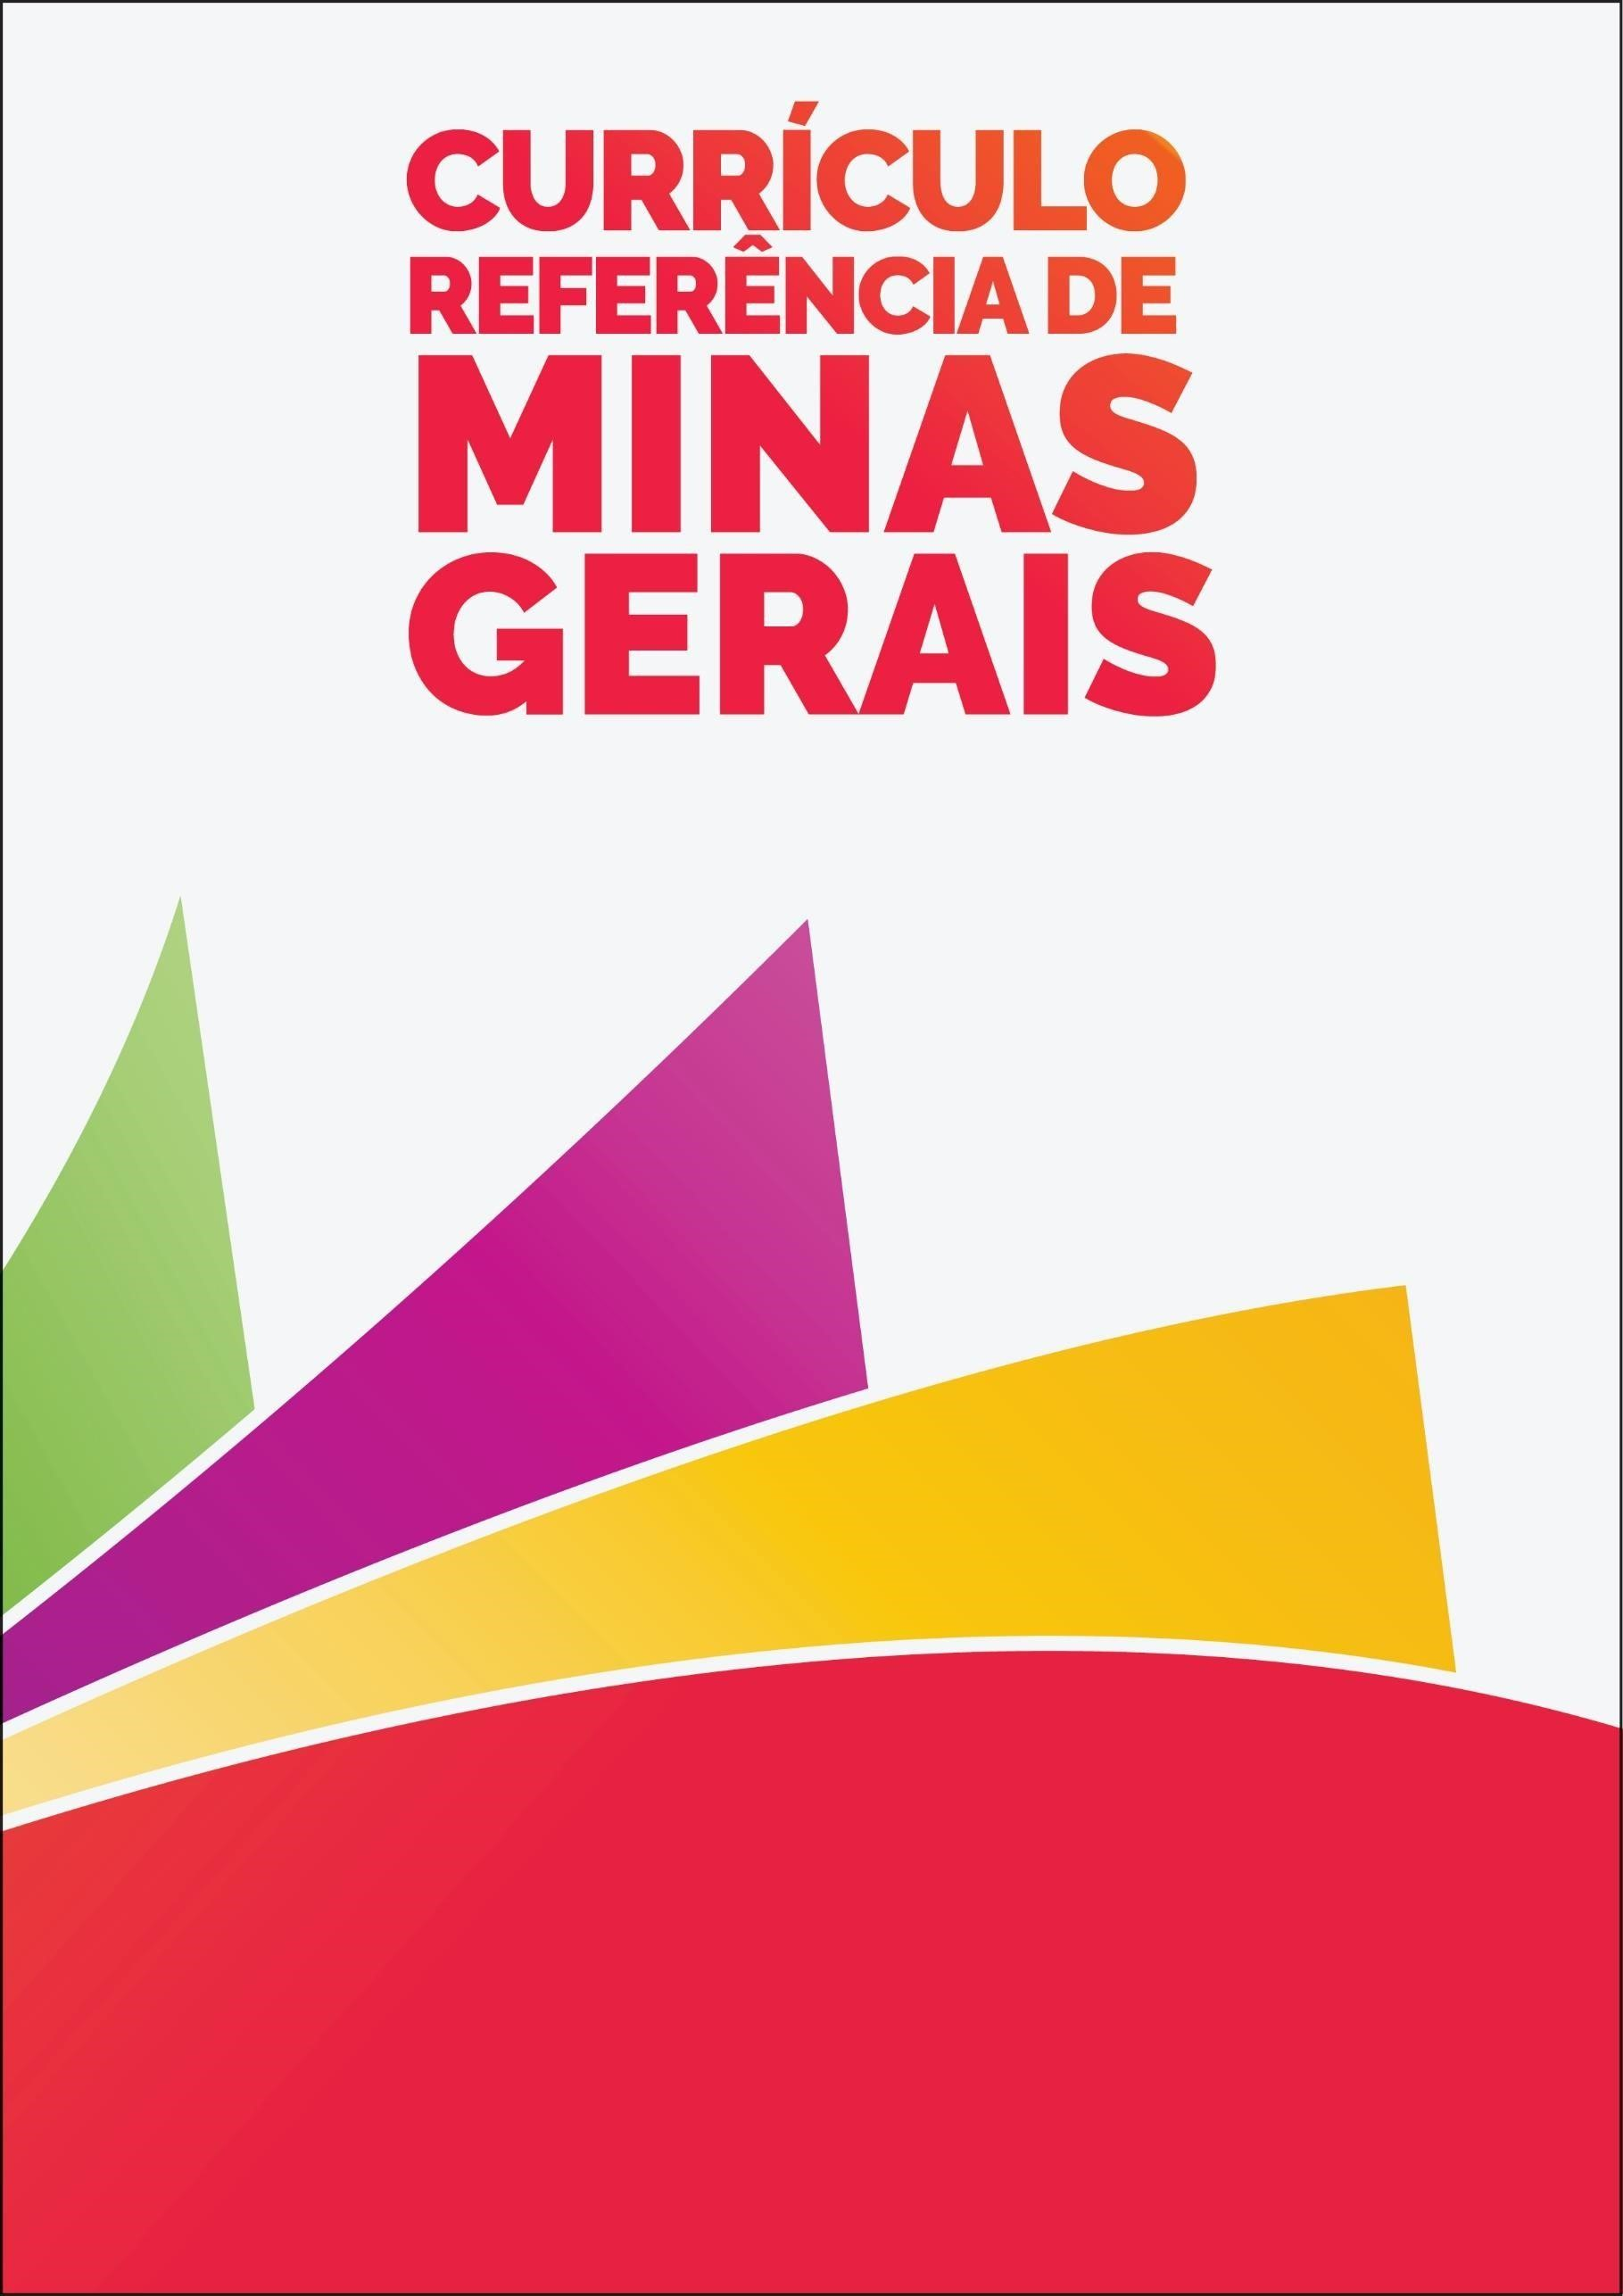 CURRÍCULO
REFERÊNCIA DE
MINAS
GERAIS